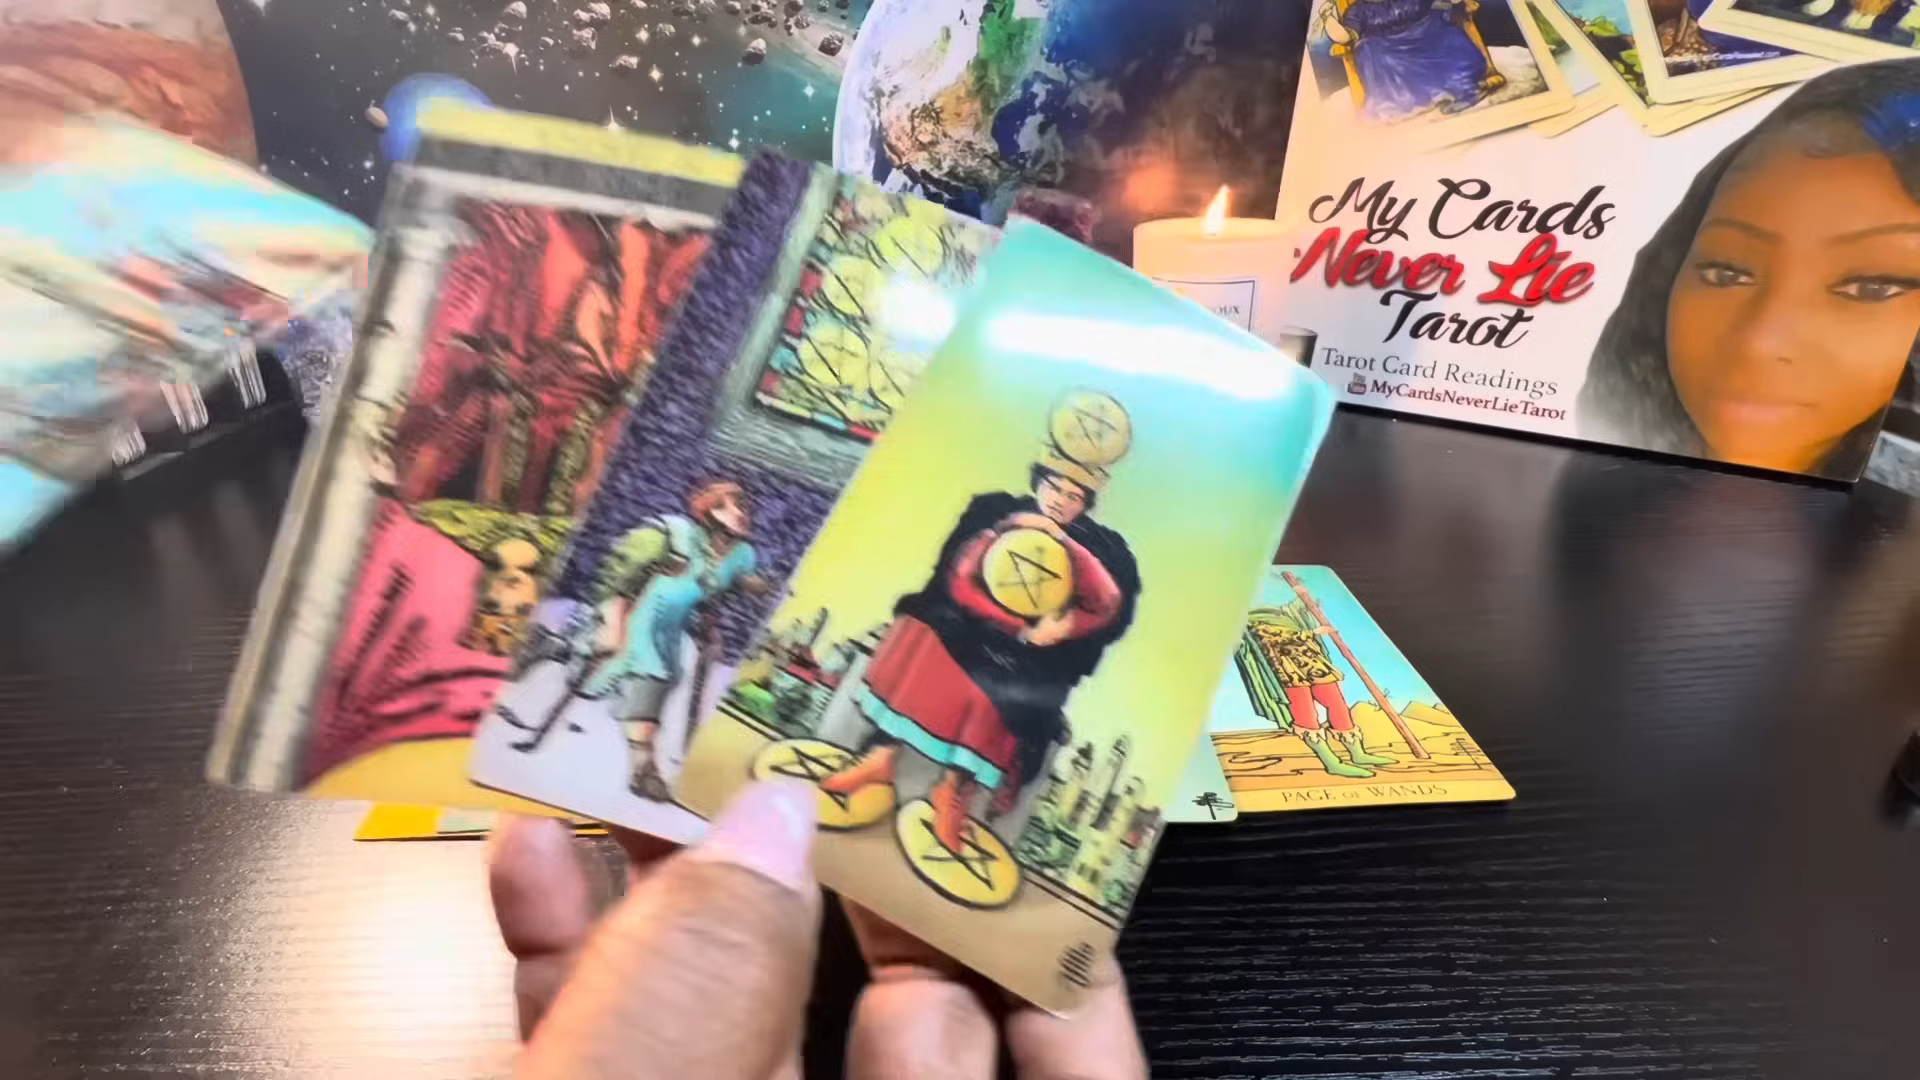 My Cards
Never Lie
Tarot
Tarot Card Readings
MyCardsNeverLieTarot
PAGE OF WANDS